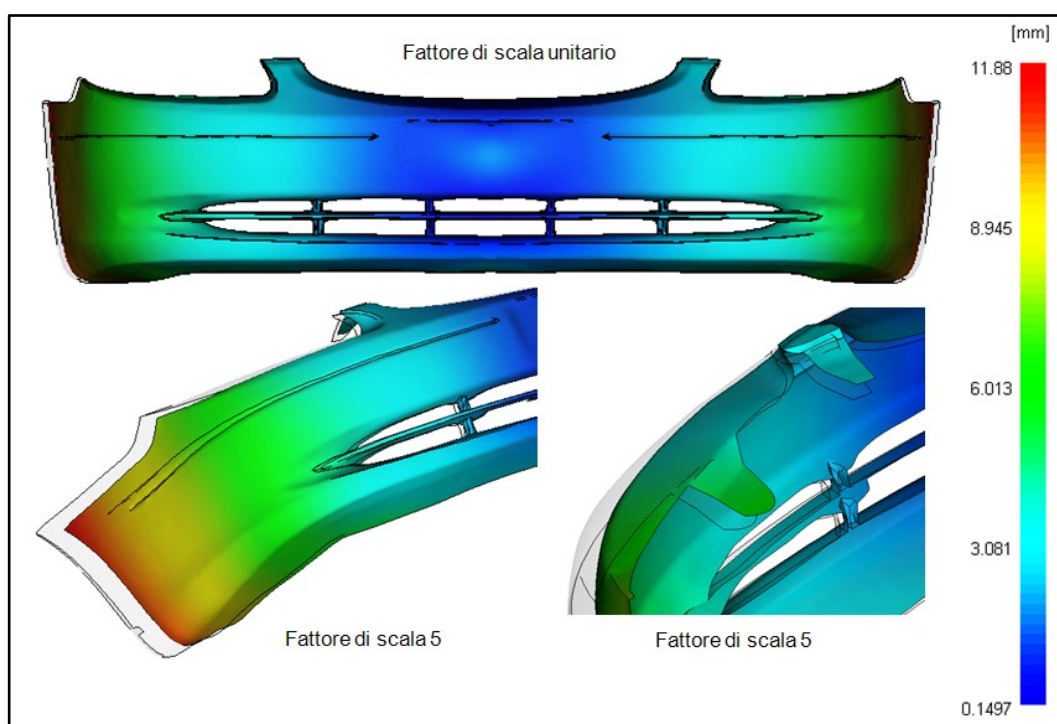 [mm]
Fattore di scala unitario
11.88
8.945
6.013
3.081
0.1497
Fattore di scala 5
Fattore di scala 5